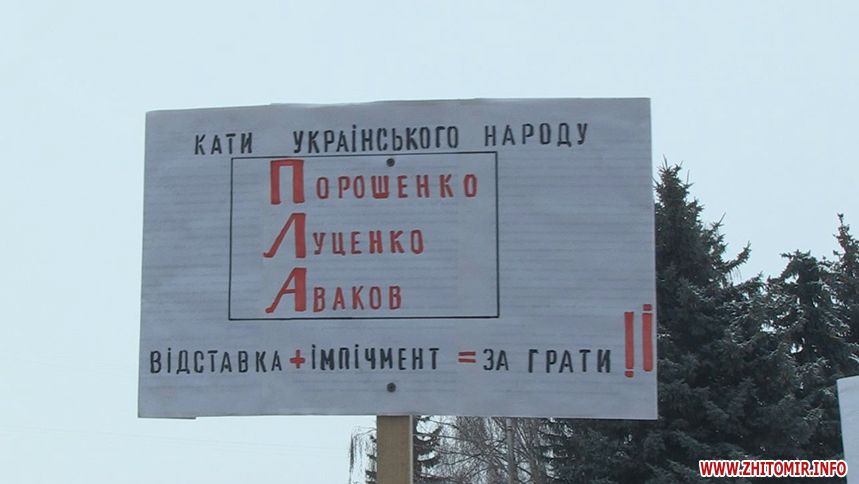 КАТИ УКРАЇНСЬКОГО НАРОДУ
ПОРОШЕНКО
ЛУЦЕНКО
АВАКОВ
ВІДСТАВКА + ІМПІЧМЕНТ = ЗА ГРАТИ !i
WWW.ZHITOMIR.INFO